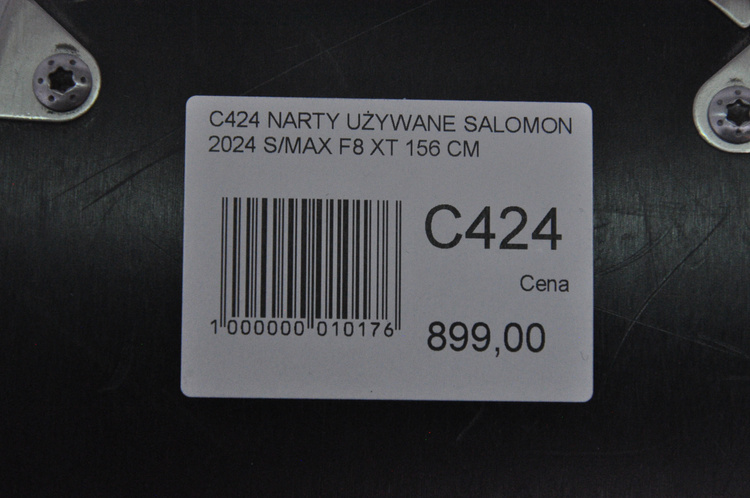 C424 NARTY UŻYWANE SALOMON
2024 S/MAX F8 XT 156 CM
C424
Cena
899,00
1 000000 010176